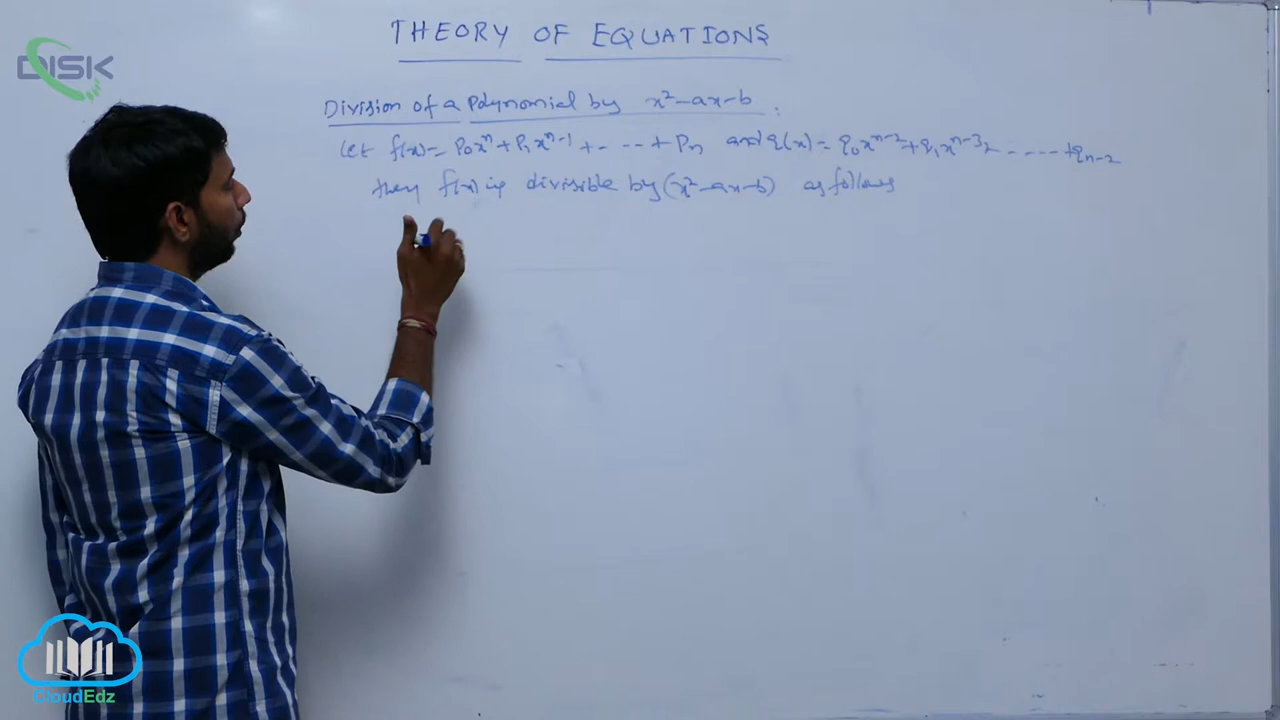 DISK
THEORY OF EQUATIONS
Division of a Polynomial by x²-ax-b :
Let f(x) = P₀xⁿ + P₁xⁿ⁻¹ + - - - - + Pₙ and q(x) = q₀xⁿ⁻² + q₁xⁿ⁻³ + - - - - - + qₙ₋₂
then f(x) is divisible by (x²-ax-b) as follows
CloudEdz